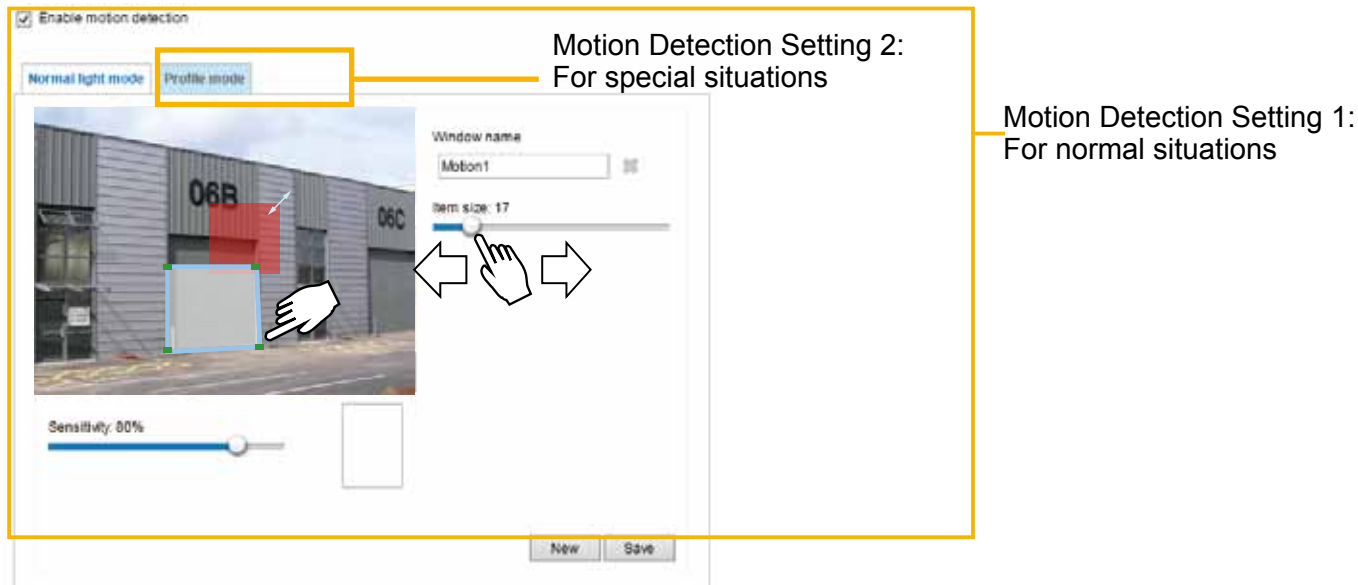 Enable motion detection
Motion Detection Setting 2:
For special situations
Normal light mode
Profile mode
Motion Detection Setting 1:
For normal situations
Window name
Motion1
06B
06C
Item size: 17
Sensitivity: 80%
New
Save